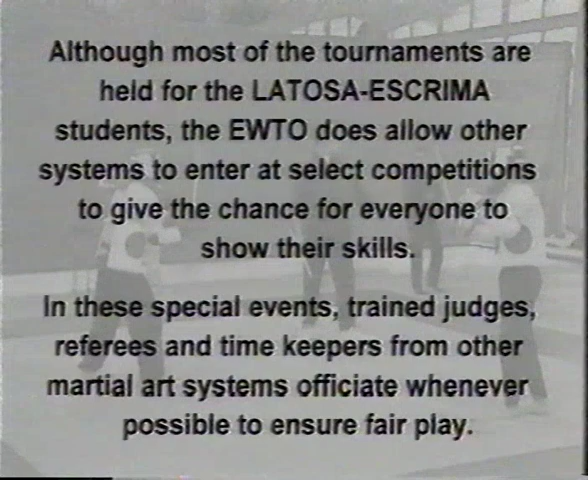 Although most of the tournaments are
held for the LATOSA-ESCRIMA
students, the EWTO does allow other
systems to enter at select competitions
to give the chance for everyone to
show their skills.
In these special events, trained judges,
referees and time keepers from other
martial art systems officiate whenever
possible to ensure fair play.